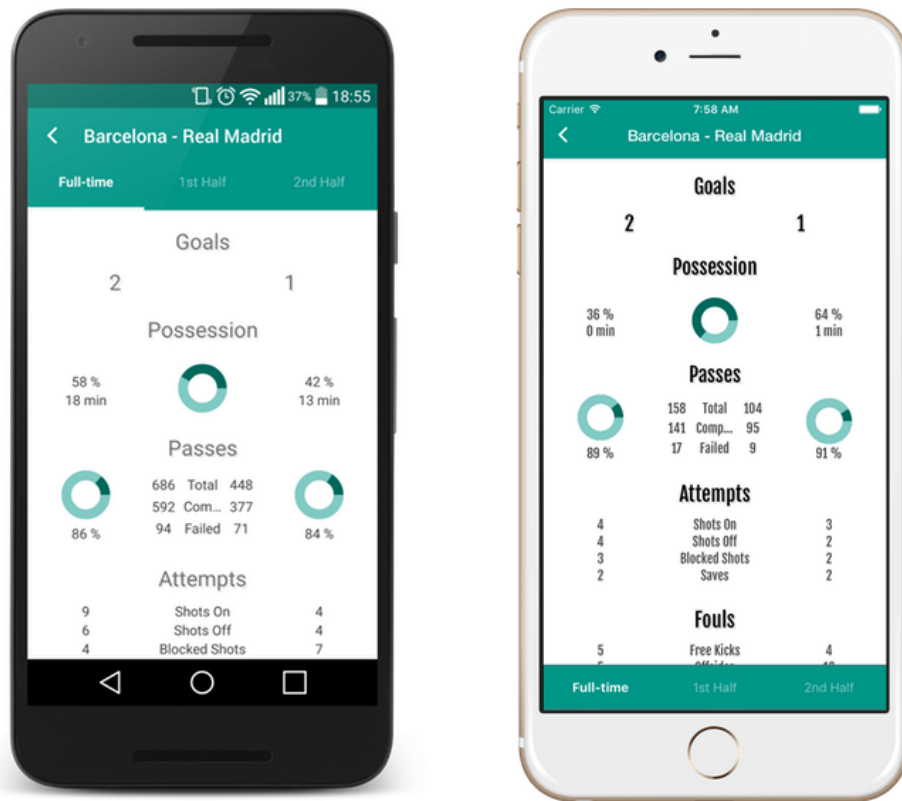 37% 18:55
Barcelona - Real Madrid
Full-time 1st Half 2nd Half
Goals
2 1
Possession
58 % 42 %
18 min 13 min
Passes
686 Total 448
592 Com... 377
94 Failed 71
86 % 84 %
Attempts
9 Shots On 4
6 Shots Off 4
4 Blocked Shots 7
Carrier 7:58 AM
Barcelona - Real Madrid
Goals
2 1
Possession
36 % 64 %
0 min 1 min
Passes
158 Total 104
141 Comp... 95
17 Failed 9
89 % 91 %
Attempts
4 Shots On 3
4 Shots Off 2
3 Blocked Shots 2
2 Saves 2
Fouls
5 Free Kicks 4
Full-time 1st Half 2nd Half